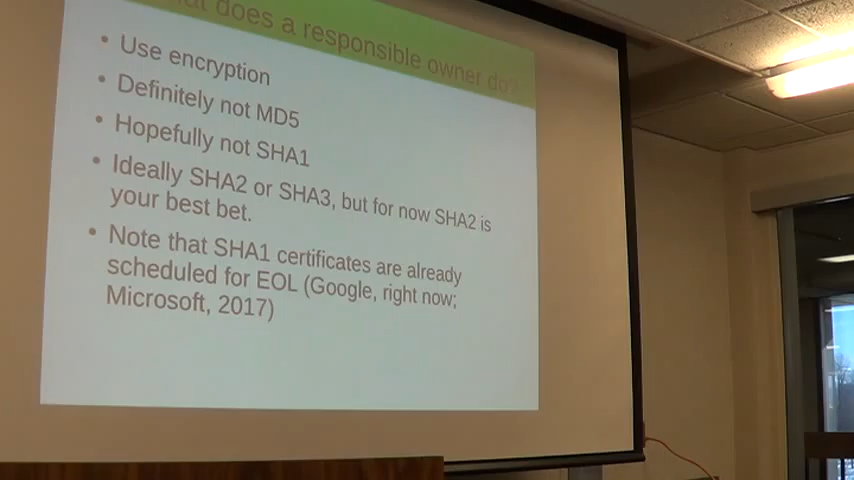 does a responsible owner do?
• Use encryption
• Definitely not MD5
• Hopefully not SHA1
• Ideally SHA2 or SHA3, but for now SHA2 is
your best bet.
• Note that SHA1 certificates are already
scheduled for EOL (Google, right now;
Microsoft, 2017)